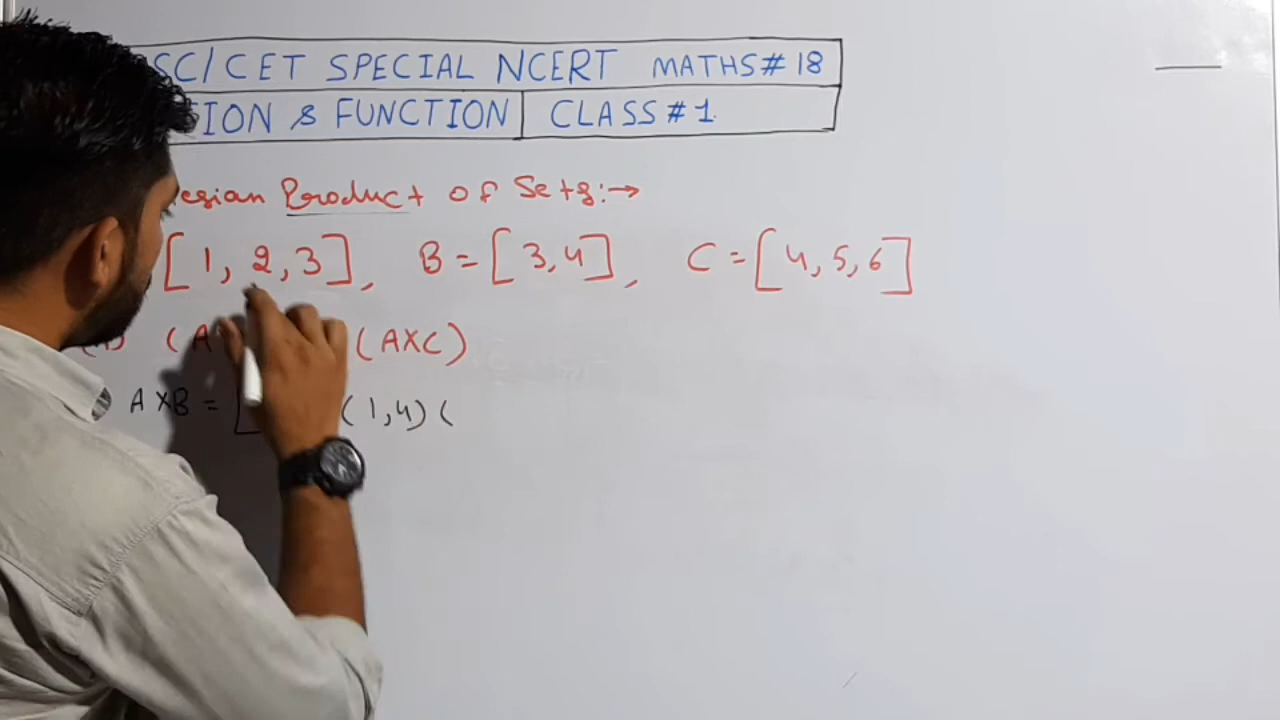 SC/CET SPECIAL NCERT MATHS# 18
TION & FUNCTION CLASS # 1.
esian Product of Sets:→
[1, 2, 3], B = [3, 4], C = [4, 5, 6]
(A (AXC)
AXB = [ (1,4) (